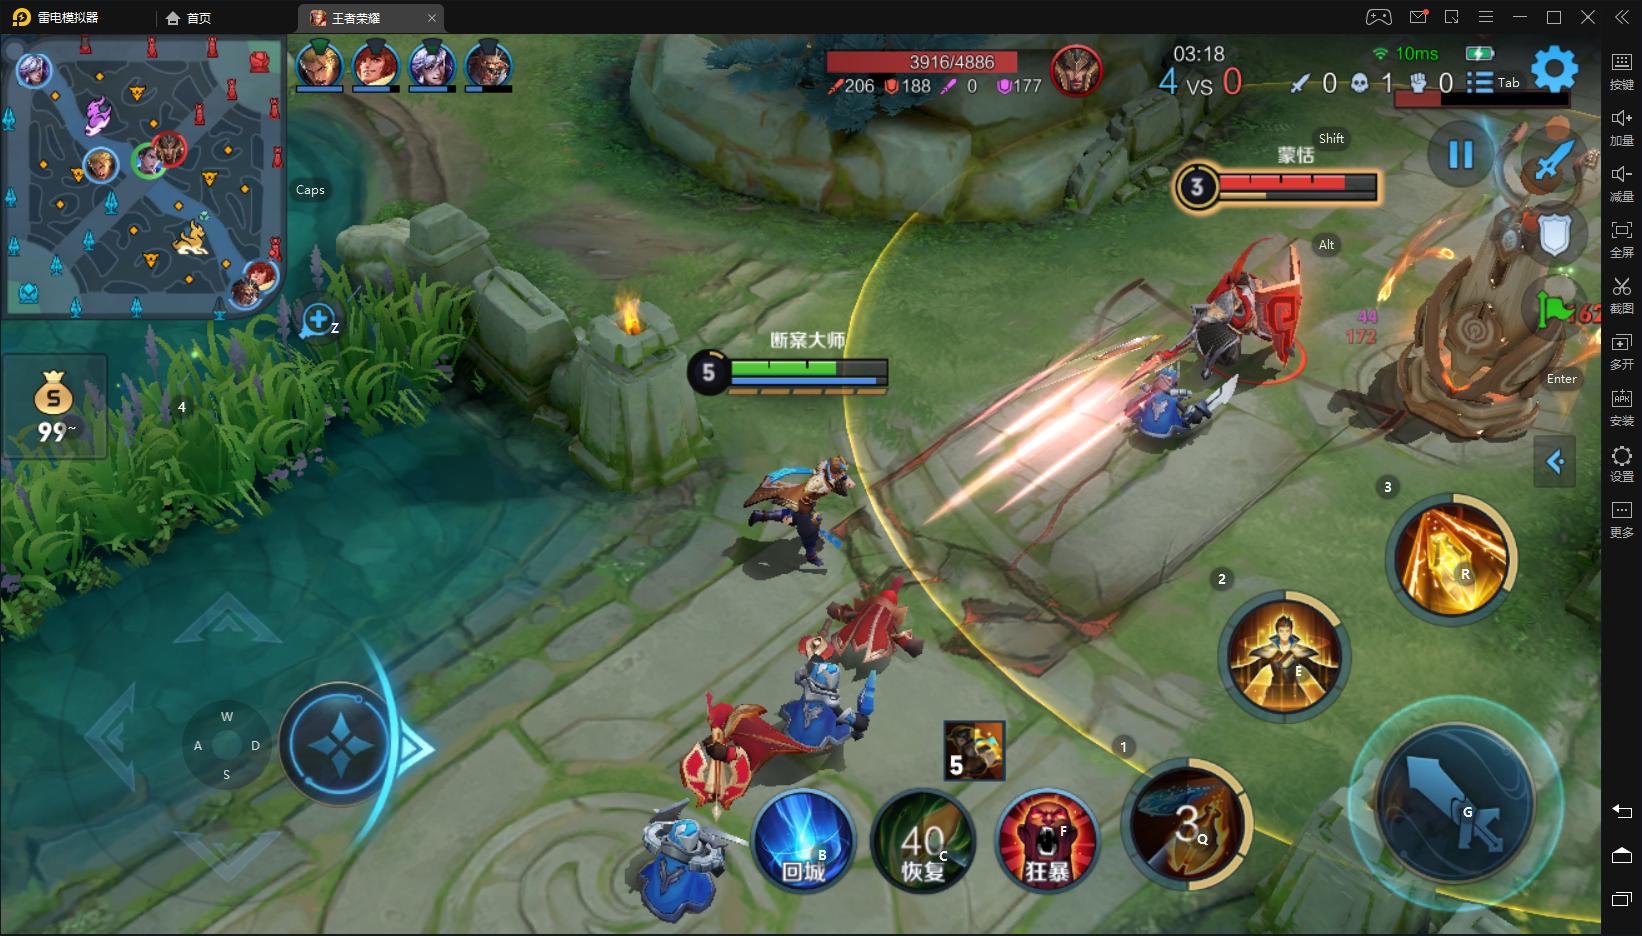 雷电模拟器
首页
王者荣耀
3916/4886
206 188 0 177
03:18
4 VS 0
10ms
0 1 0
Tab
Shift
蒙恬
3
Alt
Caps
Z
断案大师
5
44
172
Enter
99~
4
3
R
2
E
W
A D
S
5
1
3
Q
G
B
回城
40
C
恢复
F
狂暴
按键
加量
减量
全屏
截图
多开
APK
安装
设置
更多